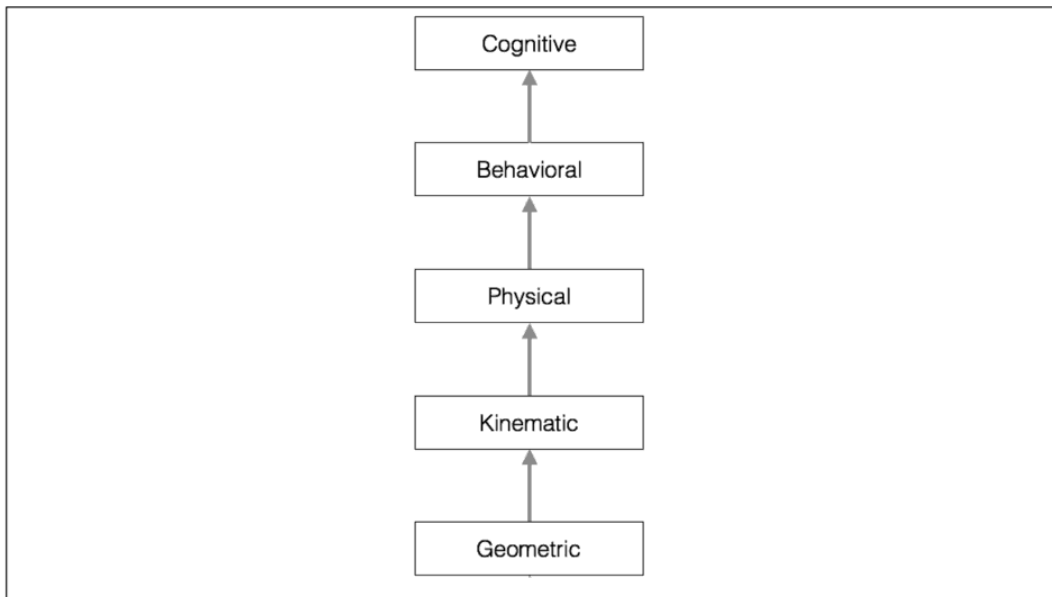 Cognitive
Behavioral
Physical
Kinematic
Geometric